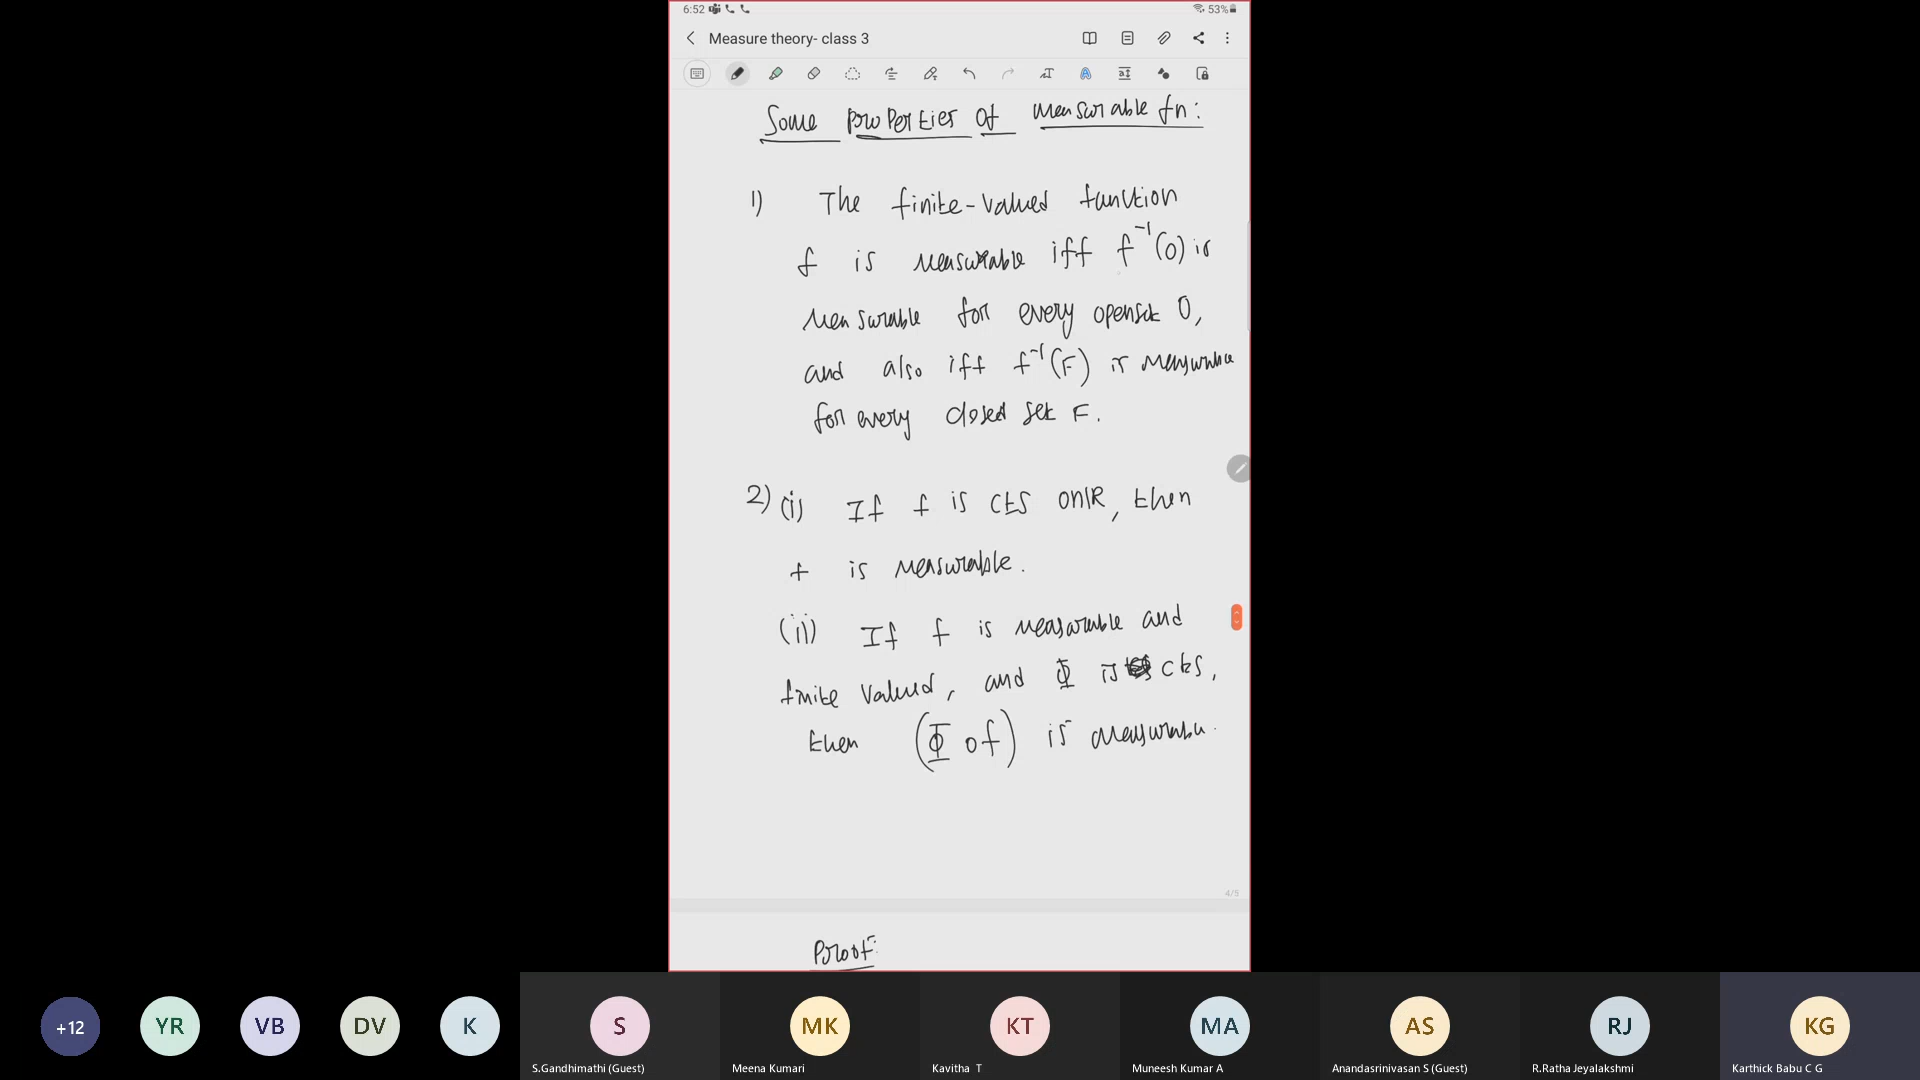 6:52
53%
Measure theory- class 3
Some properties of measurable fn:
1) The finite-valued function
f is measurable iff f⁻¹(O) is
measurable for every openset O,
and also iff f⁻¹(F) is measurable
for every closed set F.
2) (i) If f is cts on ℝ, then
f is measurable.
(ii) If f is measurable and
finite valued, and Φ is cts,
then (Φ o f) is measurable.
4/5
Proof:
+12
YR
VB
DV
K
S
MK
KT
MA
AS
RJ
KG
S.Gandhimathi (Guest)
Meena Kumari
Kavitha T
Muneesh Kumar A
Anandasrinivasan S (Guest)
R.Ratha Jeyalakshmi
Karthick Babu C G